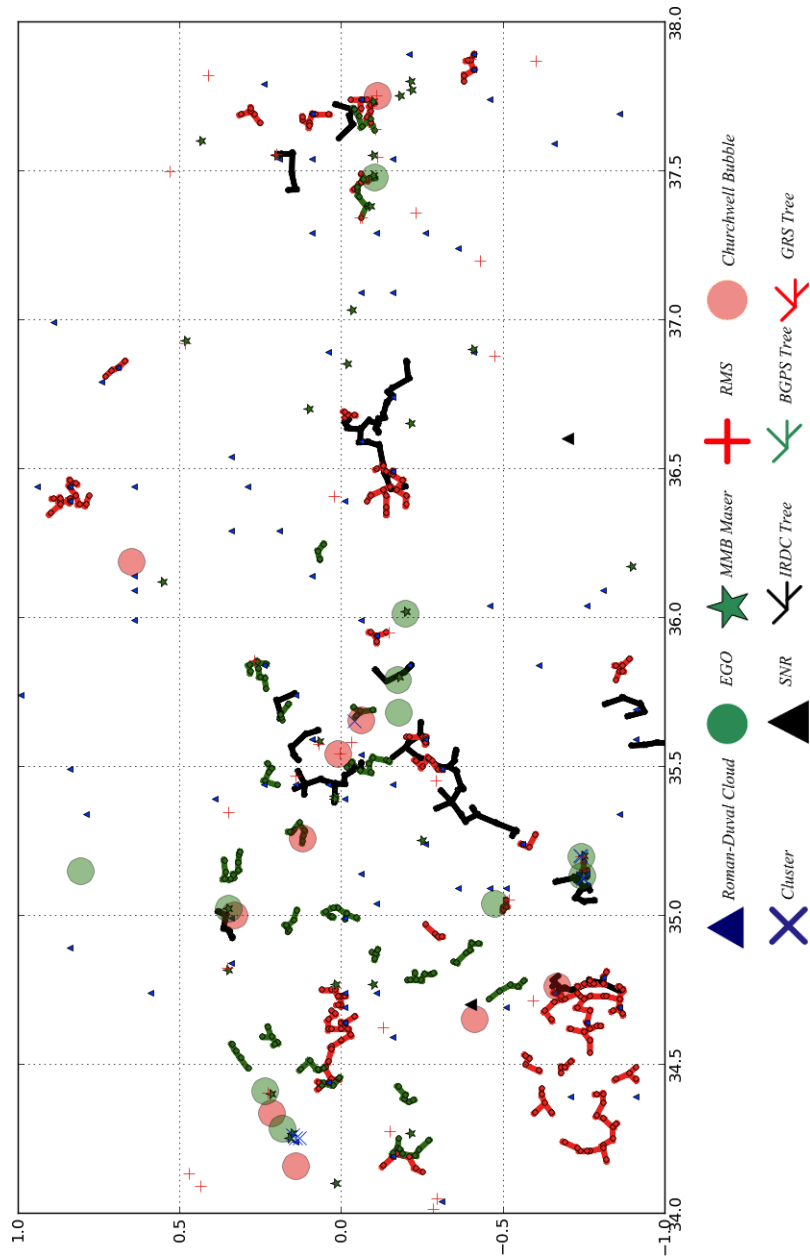 1.0
0.5
0.0
-0.5
-1.0
34.0
34.5
35.0
35.5
36.0
36.5
37.0
37.5
38.0
Roman-Duval Cloud
EGO
MMB Maser
RMS
Churchwell Bubble
Cluster
SNR
IRDC Tree
BGPS Tree
GRS Tree